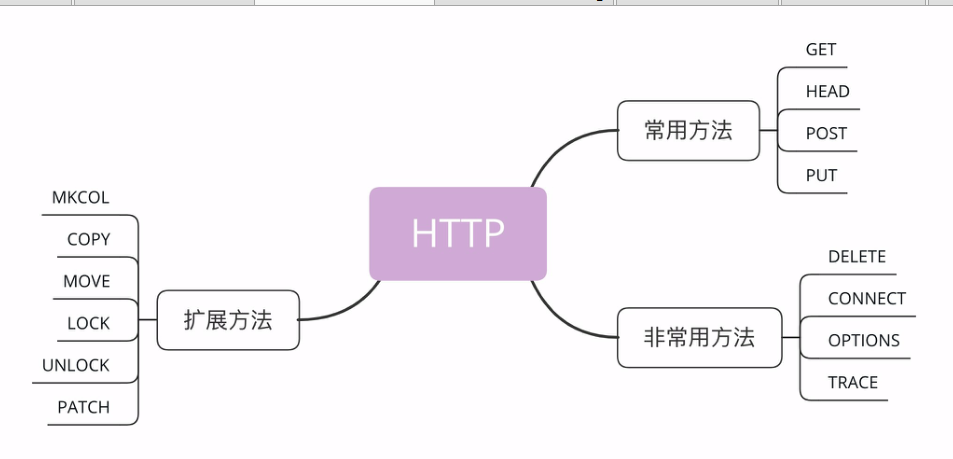 HTTP
常用方法
GET
HEAD
POST
PUT
非常用方法
DELETE
CONNECT
OPTIONS
TRACE
扩展方法
MKCOL
COPY
MOVE
LOCK
UNLOCK
PATCH